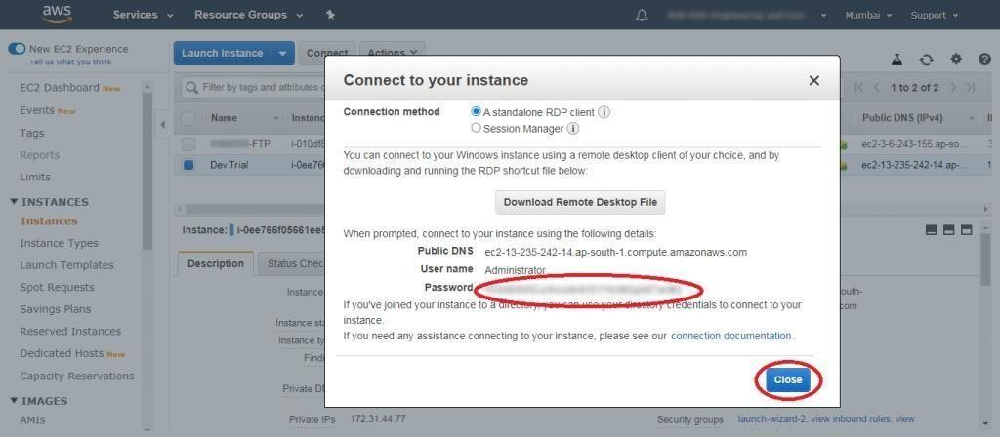 aws
Services
Resource Groups
Mumbai
Support
New EC2 Experience
Tell us what you think
Launch Instance
Connect
Actions
EC2 Dashboard New
Events New
Tags
Reports
Limits
INSTANCES
Instances
Instance Types
Launch Templates
Spot Requests
Savings Plans
Reserved Instances
Dedicated Hosts New
Capacity Reservations
IMAGES
AMIs
Filter by tags and attributes
1 to 2 of 2
Name
Public DNS (IPv4)
-FTP
i-010df8
ec2-3-6-243-155.ap-so...
Dev Trial
i-0ee76
ec2-13-235-242-14.ap-...
Instance: i-0ee766f05661ee5
Description
Status Chec
Instance
Instance sta
Instance ty
Findi
Private DN
Private IPs 172.31.44.77
Security groups launch-wizard-2. view inbound rules. view
Connect to your instance
Connection method
A standalone RDP client
Session Manager
You can connect to your Windows instance using a remote desktop client of your choice, and by
downloading and running the RDP shortcut file below:
Download Remote Desktop File
When prompted, connect to your instance using the following details:
Public DNS ec2-13-235-242-14.ap-south-1.compute.amazonaws.com
User name Administrator
Password
If you've joined your instance to a directory, you can use your directory credentials to connect to your
instance.
If you need any assistance connecting to your instance, please see our connection documentation.
Close